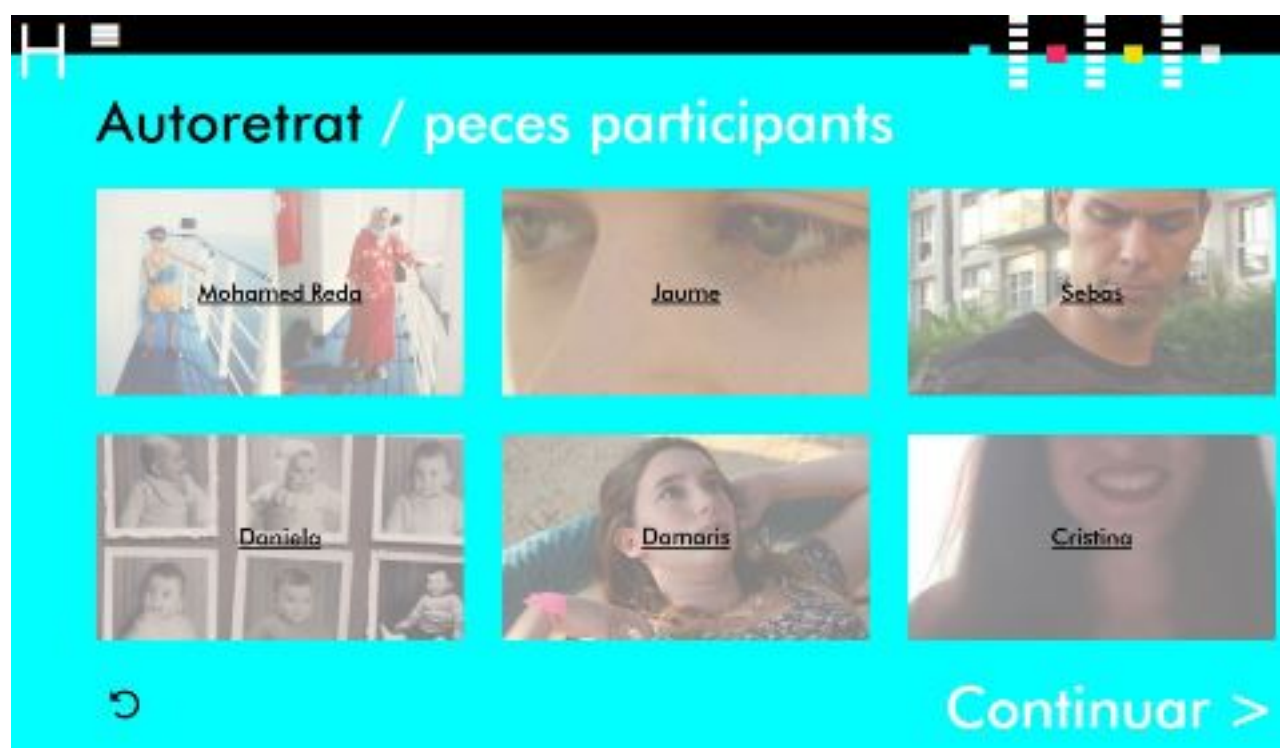 Autoretrat / peces participants
Mohamed Reda
Jaume
Sebas
Daniela
Damaris
Cristina
Continuar >